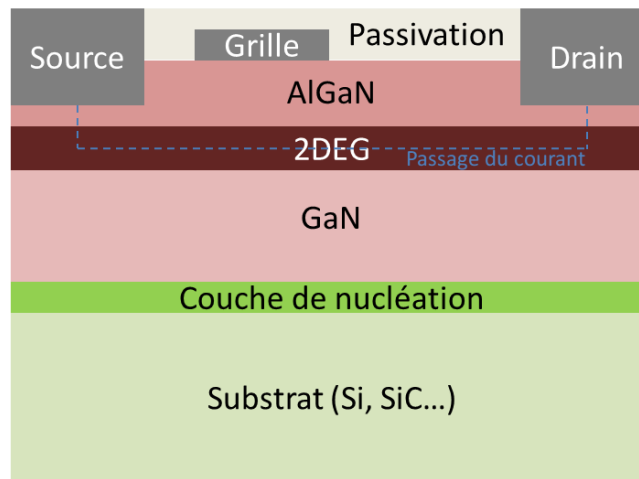 Source
Grille
Passivation
Drain
AlGaN
2DEG
Passage du courant
GaN
Couche de nucléation
Substrat (Si, SiC...)